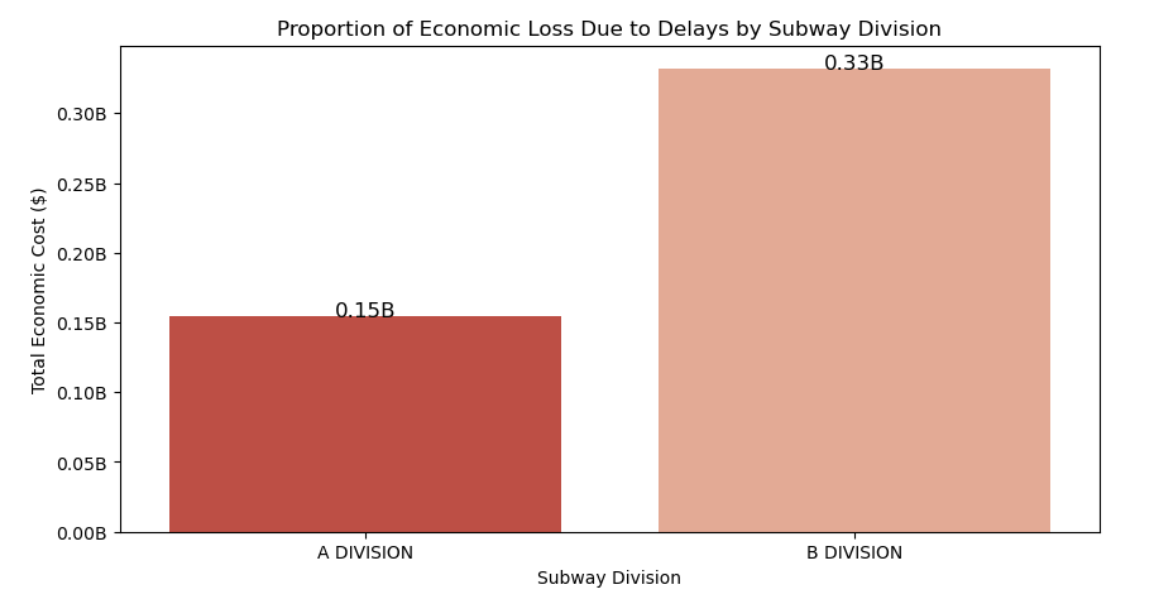 Proportion of Economic Loss Due to Delays by Subway Division
Total Economic Cost ($)
0.30B
0.25B
0.20B
0.15B
0.10B
0.05B
0.00B
0.15B
0.33B
A DIVISION
B DIVISION
Subway Division